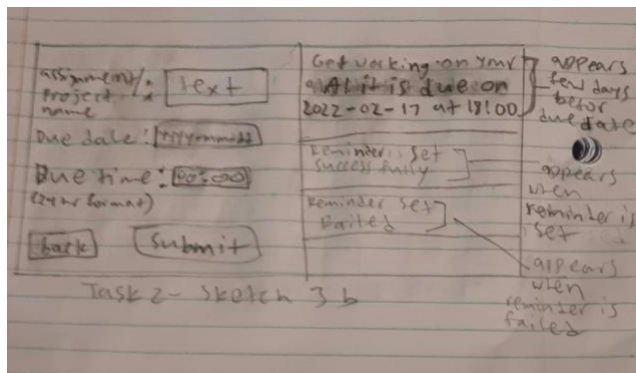 assignment/:
project
name
Text
Due date: yyyymmdd
Due time: 00:00
(24 hr format)
back
Submit
Get working on your
A1 it is due on
2022-02-17 at 18:00
Reminder is set
successfully
Reminder set
Failed
appears
few days
befor
due date
appears
when
reminder is
set
appears
when
reminder is
failed
Task 2 - Sketch 3 b